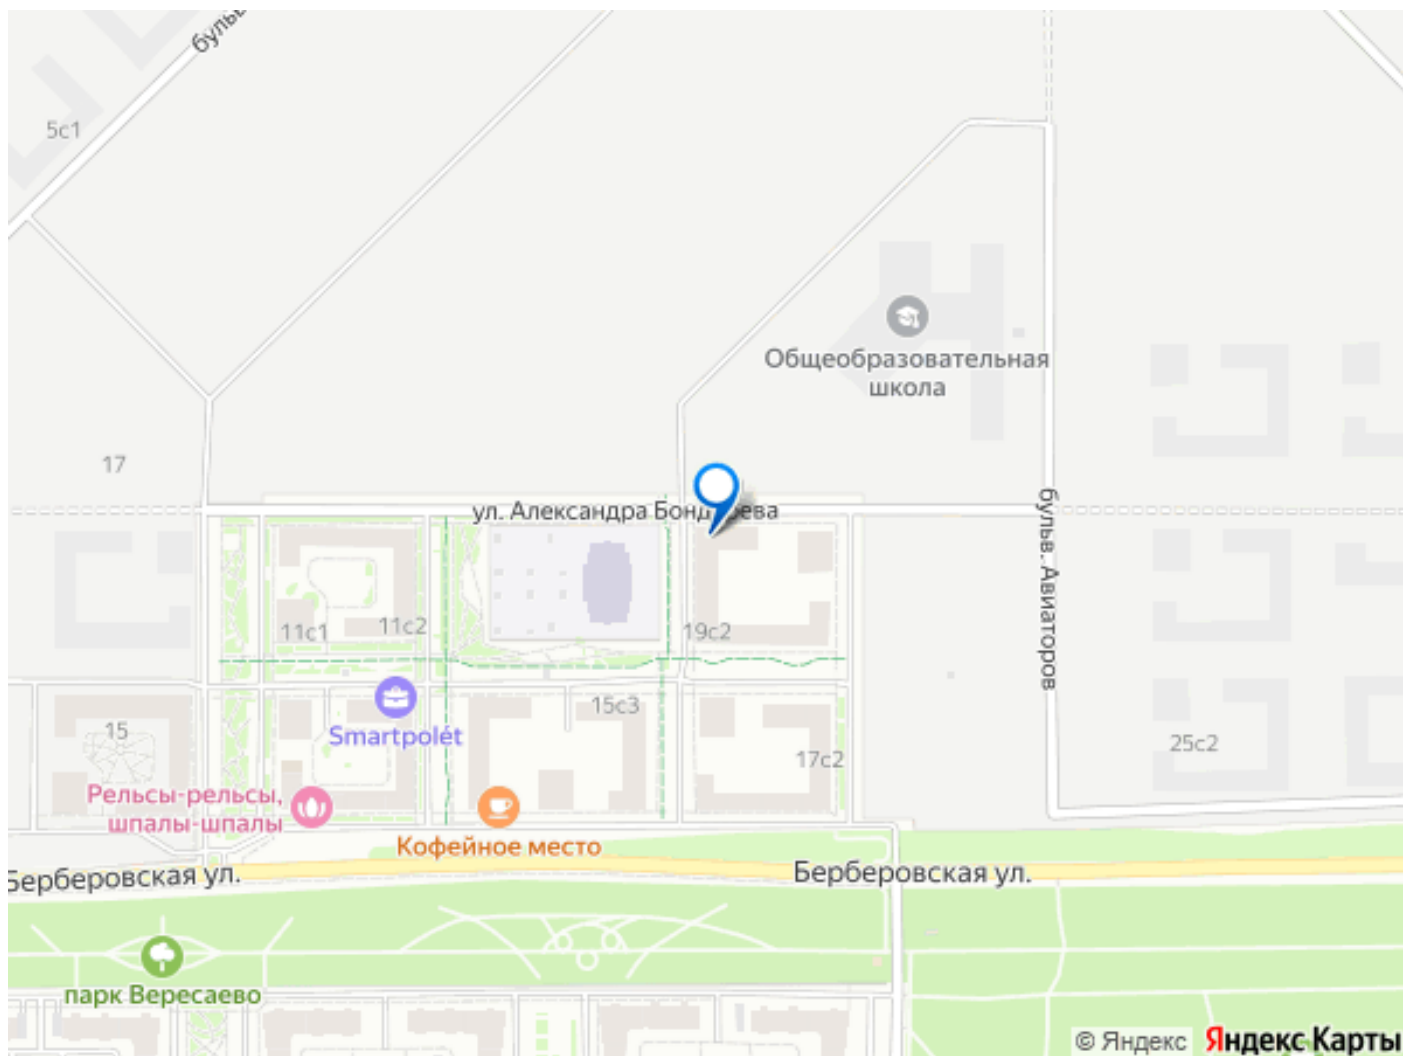 бульв
5с1
Общеобразовательная
школа
17
ул. Александра Бонд рева
бульв. Авиаторов
11с1
11с2
19с2
15с3
15
Smartpolét
17с2
25с2
Рельсы-рельсы,
шпалы-шпалы
Кофейное место
Берберовская ул.
Берберовская ул.
парк Вересаево
© Яндекс Яндекс Карты